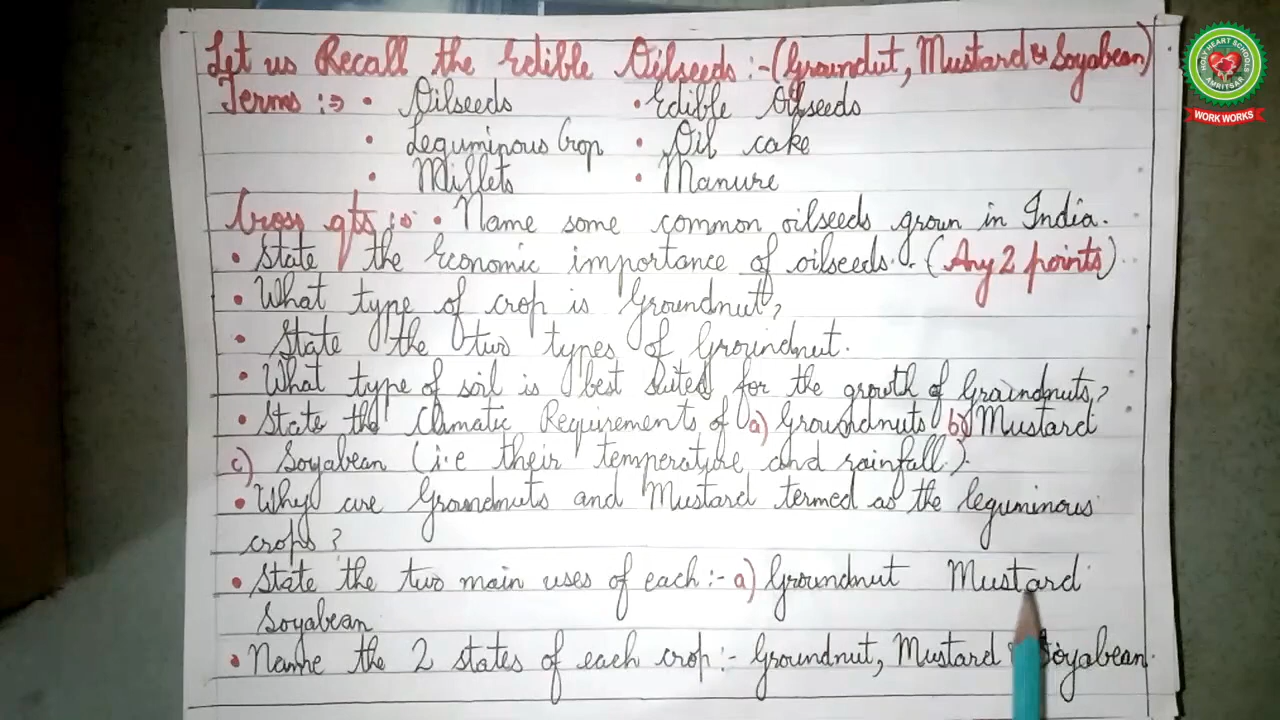 Let us Recall the Edible Oilseeds :- (Groundnut, Mustard & Soyabean)
Terms :⇒ • Oilseeds • Edible Oilseeds
• Leguminous Crop • Oil cake
• Millets • Manure
Cross qts :⇒ • Name some common oilseeds grown in India.
• State the Economic importance of oilseeds. (Any 2 points)
• What type of crop is Groundnut?
• State the two types of Groundnut.
• What type of soil is best suited for the growth of Groundnuts?
• State the Climatic Requirements of a) Groundnuts b) Mustard
c) Soyabean (i.e their temperature and rainfall).
• Why are Groundnuts and Mustard termed as the leguminous
crops?
• State the two main uses of each :- a) Groundnut Mustard
Soyabean
• Name the 2 states of each crop :- Groundnut, Mustard & Soyabean.
HOLY HEART SCHOOLS
AMRITSAR
WORK WORKS